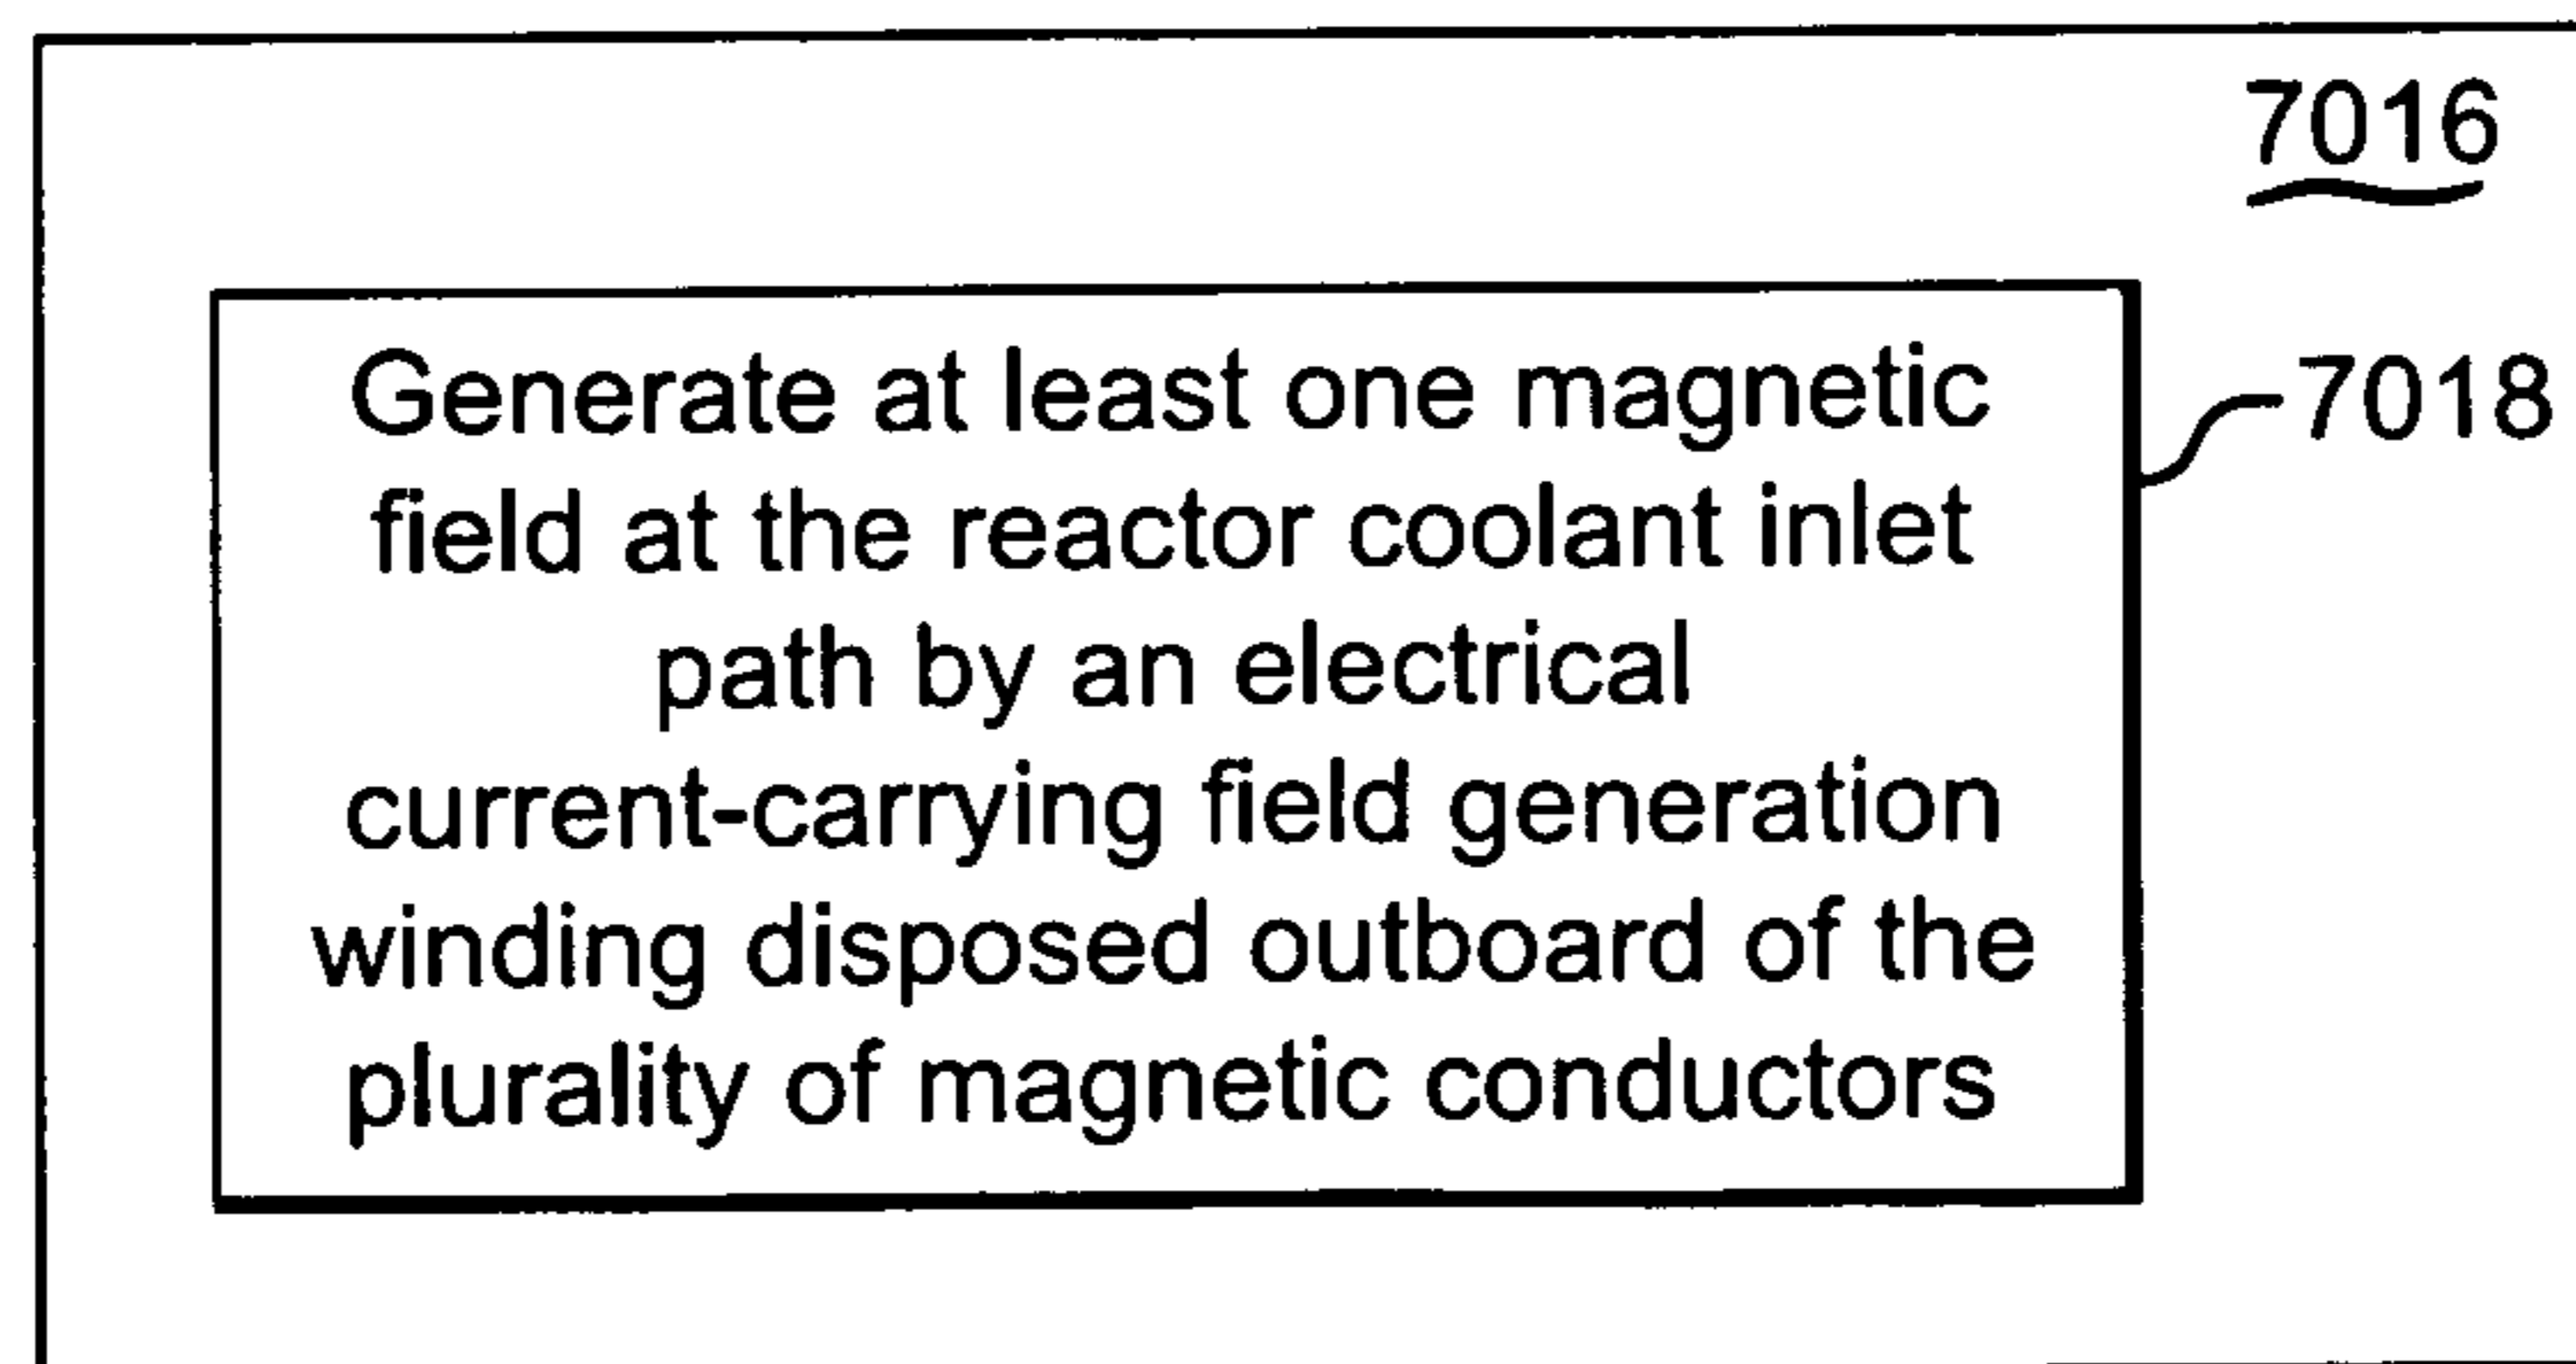 7016
Generate at least one magnetic
field at the reactor coolant inlet
path by an electrical
current-carrying field generation
winding disposed outboard of the
plurality of magnetic conductors
7018